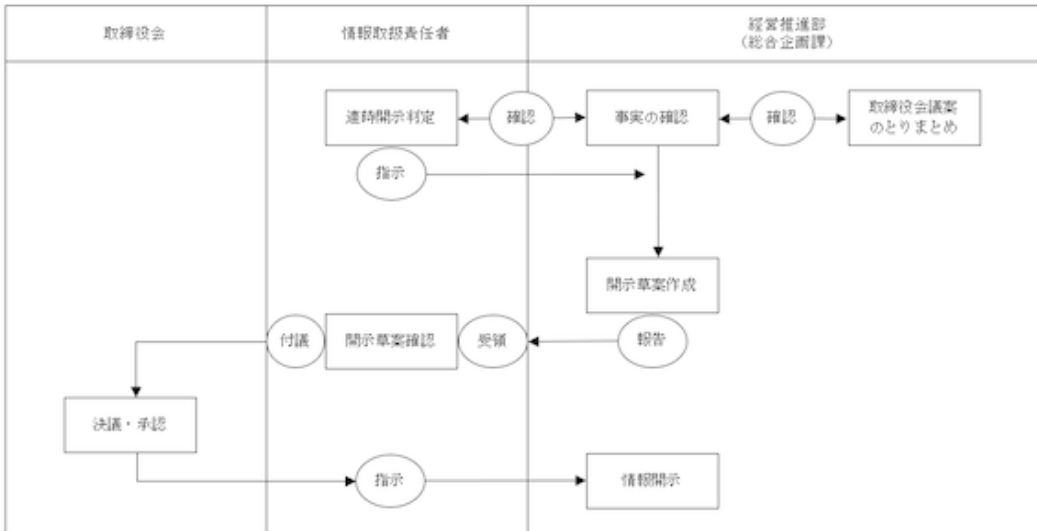 取締役会
情報取扱責任者
経営推進部
(総合企画課)
適時開示判定
確認
事実の確認
確認
取締役会議案
のとりまとめ
指示
開示草案作成
付議
開示草案確認
受領
報告
決議・承認
指示
情報開示